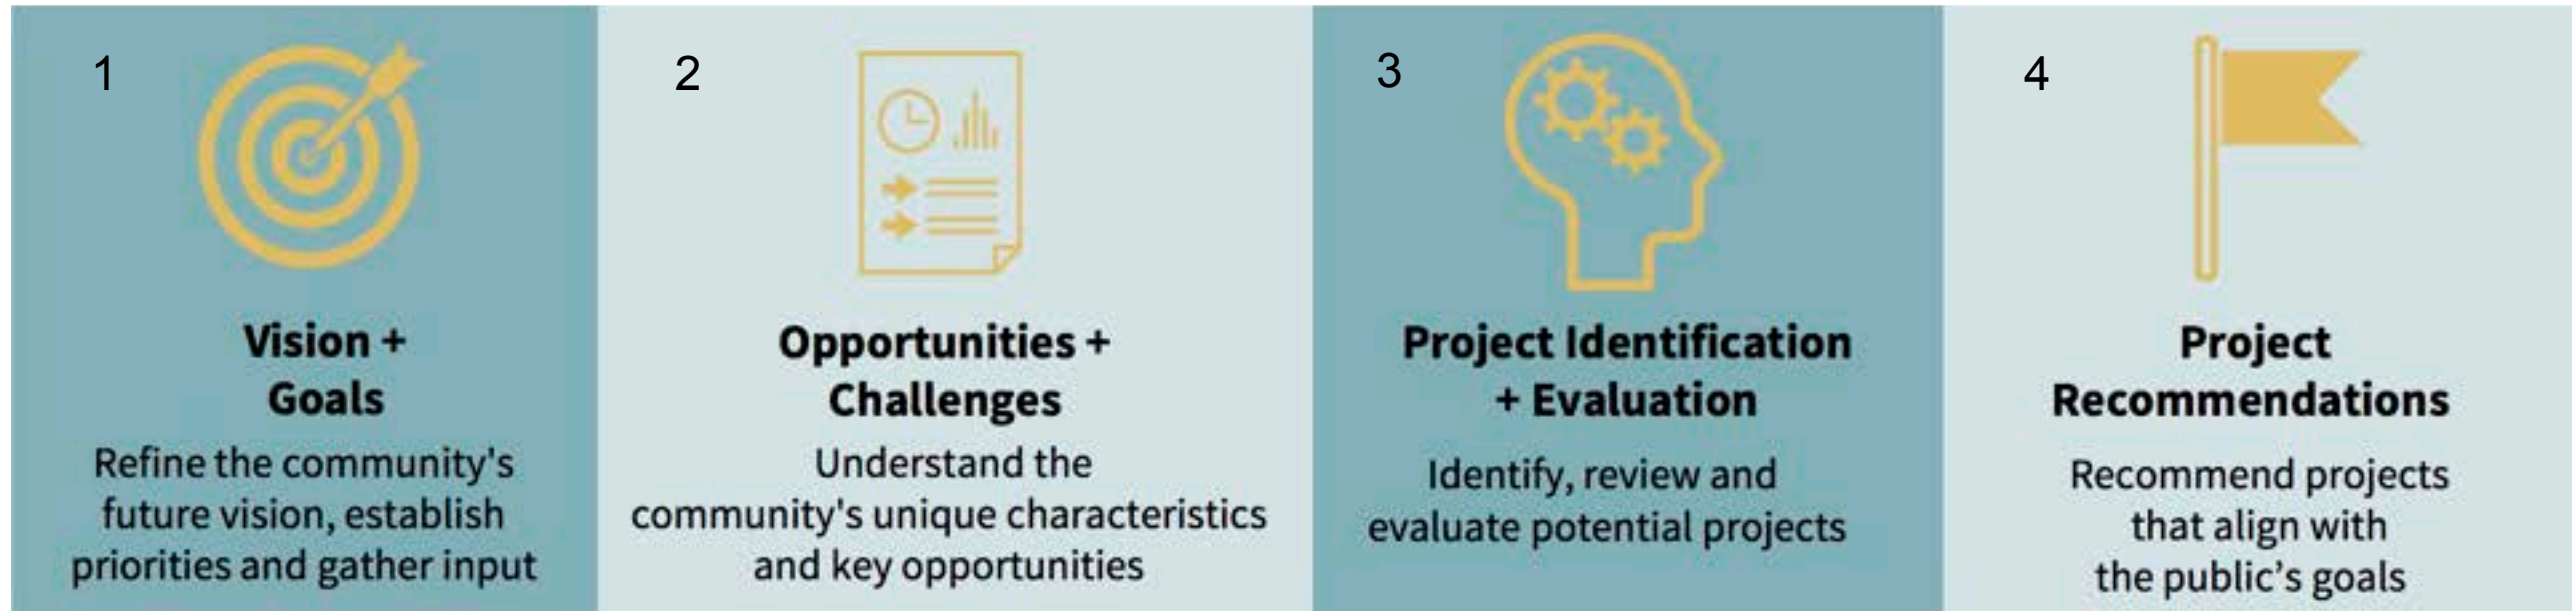 1
Vision +
Goals
Refine the community's
future vision, establish
priorities and gather input
2
Opportunities +
Challenges
Understand the
community's unique characteristics
and key opportunities
3
Project Identification
+ Evaluation
Identify, review and
evaluate potential projects
4
Project
Recommendations
Recommend projects
that align with
the public’s goals